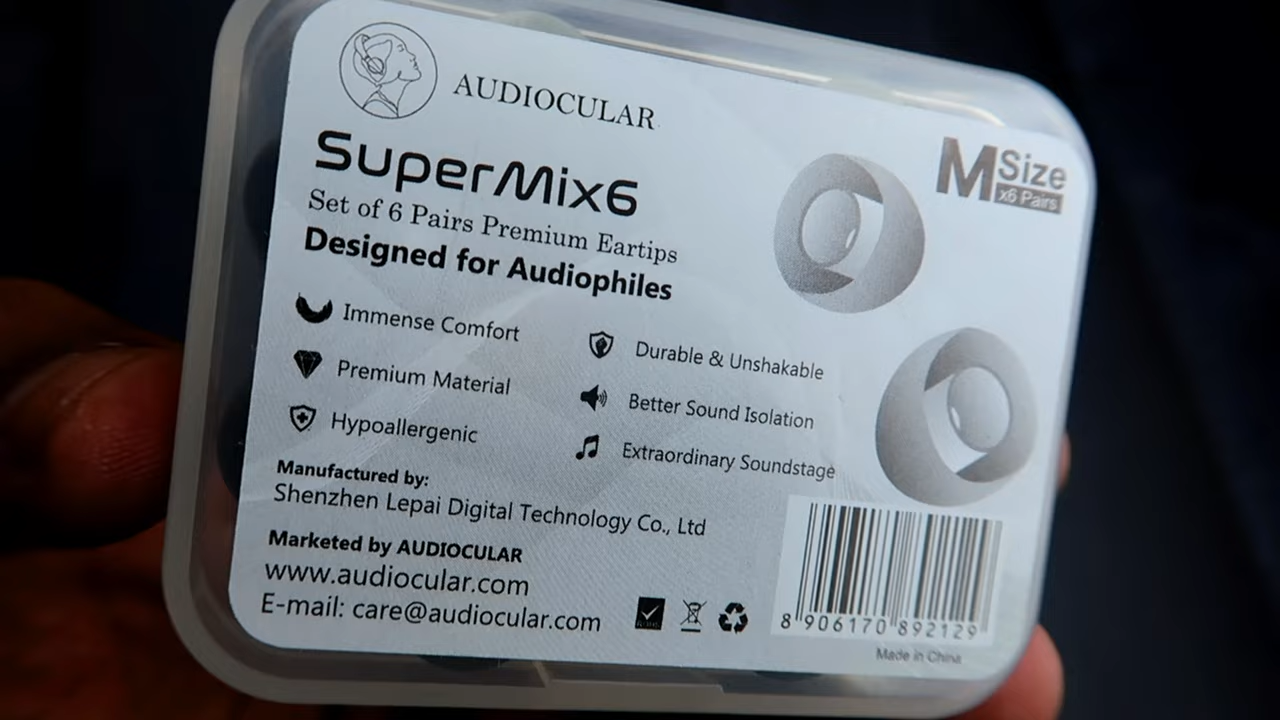 AUDIOCULAR
SuperMix6
Set of 6 Pairs Premium Eartips
Designed for Audiophiles
M Size
x6 Pairs
Immense Comfort
Premium Material
Hypoallergenic
Durable & Unshakable
Better Sound Isolation
Extraordinary Soundstage
Manufactured by:
Shenzhen Lepai Digital Technology Co., Ltd
Marketed by AUDIOCULAR
www.audiocular.com
E-mail: care@audiocular.com
8 906170 892129
Made in China